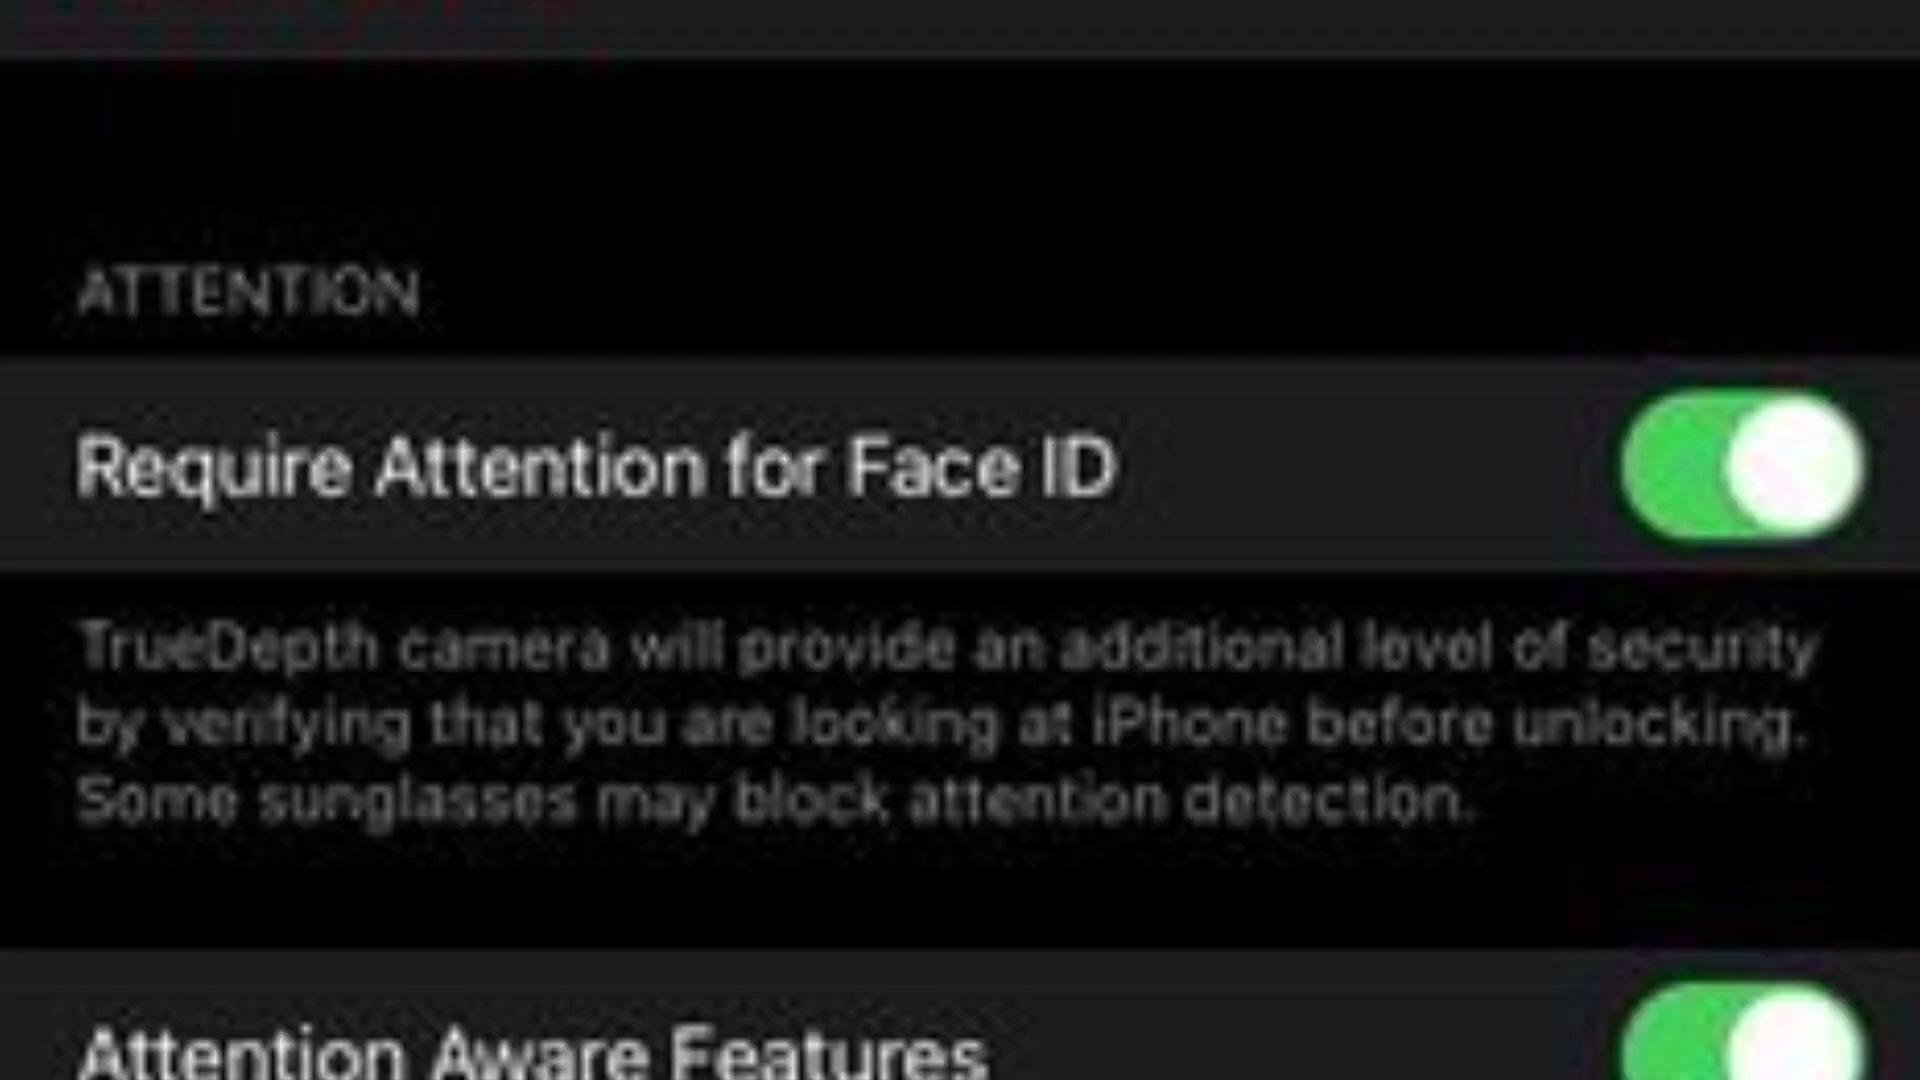 ATTENTION
Require Attention for Face ID
TrueDepth camera will provide an additional level of security
by verifying that you are looking at iPhone before unlocking.
Some sunglasses may block attention detection.
Attention Aware Features